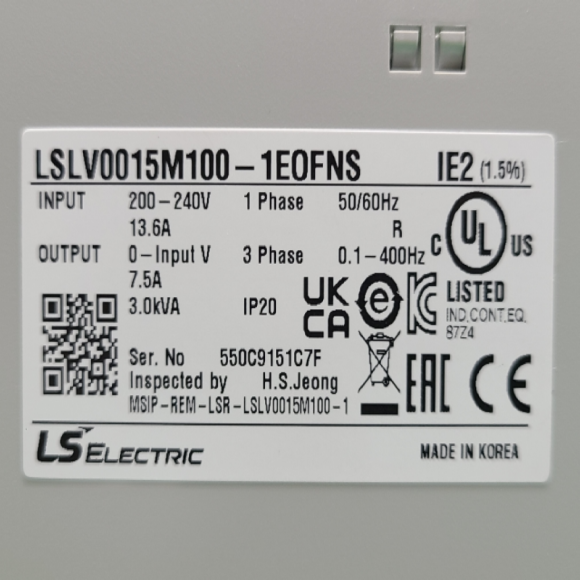 LSLV0015M100-1EOFNS IE2 (1.5%)
INPUT 200-240V 1 Phase 50/60Hz
13.6A R
OUTPUT 0-Input V 3 Phase 0.1-400Hz
7.5A
3.0kVA IP20
C UL US
LISTED
IND.CONT.EQ.
87Z4
UK
CA
e
KC
Ser. No 550C9151C7F
Inspected by H.S.Jeong
MSIP-REM-LSR-LSLV0015M100-1
EAC CE
LS ELECTRIC MADE IN KOREA